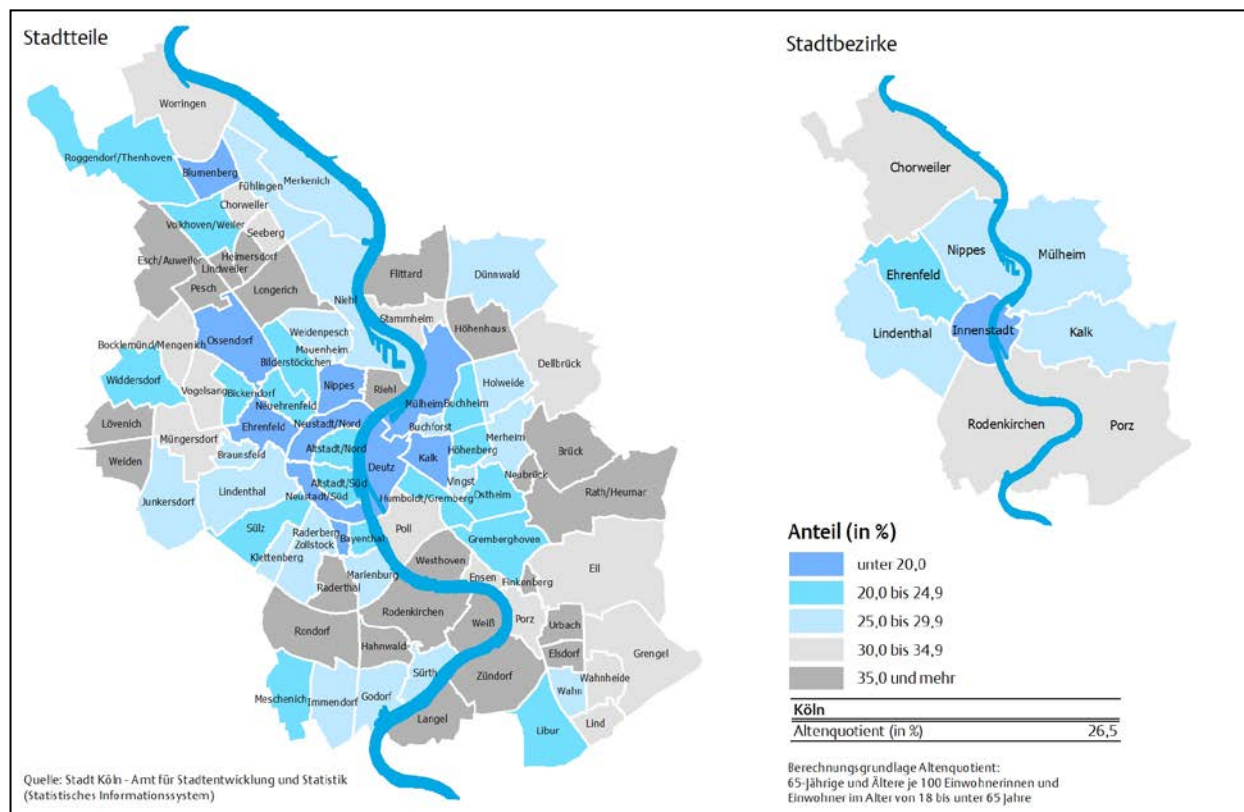 Stadtteile
Worringen
Roggendorf/Thenhoven
Blumenberg
Fühlingen
Merkenich
Chorweiler
Volkhoven/Weiler
Seeberg
Heimersdorf
Esch/Auweiler
Lindweiler
Pesch
Longerich
Flittard
Dünnwald
Niehl
Stammheim
Höhenhaus
Weidenpesch
Ossendorf
Mauenheim
Bocklemünd/Mengenich
Bilderstöckchen
Dellbrück
Widdersdorf
Vogelsang
Bickendorf
Nippes
Riehl
Holweide
Neuehrenfeld
Mülheim
Buchheim
Lövenich
Ehrenfeld
Neustadt/Nord
Buchforst
Müngersdorf
Merheim
Weiden
Braunsfeld
Altstadt/Nord
Deutz
Kalk
Höhenberg
Brück
Junkersdorf
Lindenthal
Altstadt/Süd
Neustadt/Süd
Vingst
Neubrück
Humboldt/Gremberg
Ostheim
Rath/Heumar
Sülz
Raderberg
Zollstock
Bayenthal
Poll
Gremberghoven
Klettenberg
Marienburg
Raderthal
Westhoven
Ensen
Finkenberg
Eil
Rodenkirchen
Rondorf
Weiß
Porz
Urbach
Hahnwald
Elsdorf
Grengel
Sürth
Zündorf
Wahnheide
Meschenich
Immendorf
Godorf
Wahn
Langel
Libur
Lind
Quelle: Stadt Köln - Amt für Stadtentwicklung und Statistik
(Statistisches Informationssystem)
Stadtbezirke
Chorweiler
Nippes
Mülheim
Ehrenfeld
Lindenthal
Innenstadt
Kalk
Rodenkirchen
Porz
Anteil (in %)
unter 20,0
20,0 bis 24,9
25,0 bis 29,9
30,0 bis 34,9
35,0 und mehr
Köln
Altenquotient (in %) 26,5
Berechnungsgrundlage Altenquotient:
65-Jährige und Ältere je 100 Einwohnerinnen und
Einwohner im Alter von 18 bis unter 65 Jahre